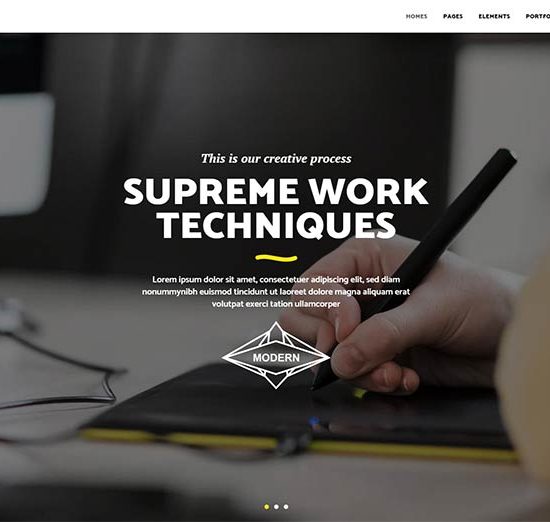 HOMES PAGES ELEMENTS
This is our creative process
SUPREME WORK
TECHNIQUES
Lorem ipsum dolor sit amet, consectetuer adipiscing elit, sed diam
nonummynibh euismod tincidunt ut laoreet dolore magna aliquam erat
volutpat exerci tation ullamcorper
MODERN